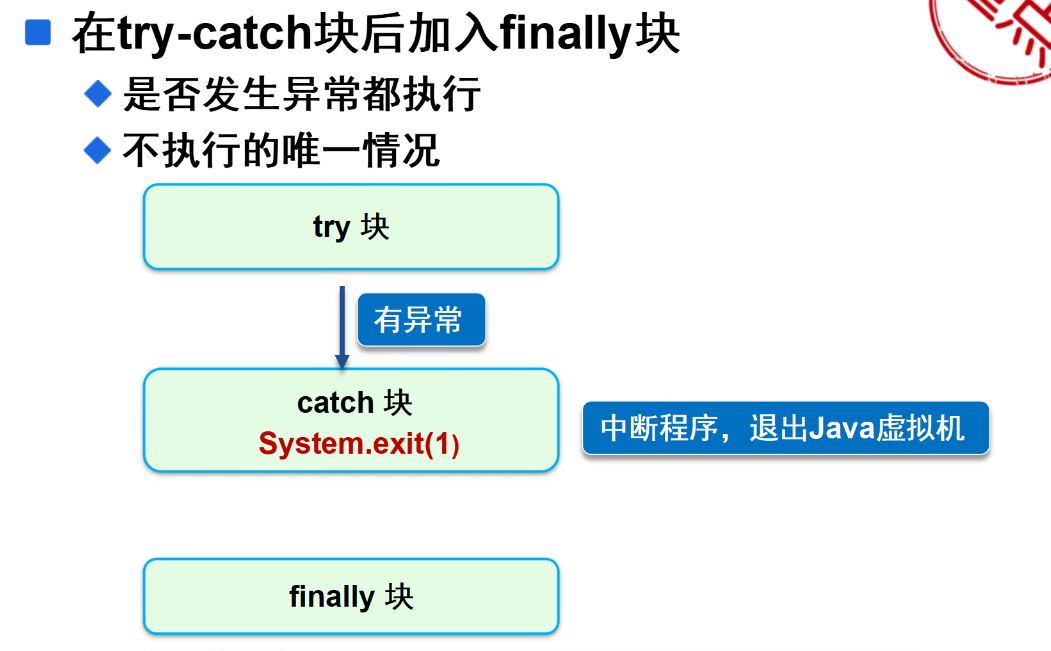 在try-catch块后加入finally块
是否发生异常都执行
不执行的唯一情况
try 块
有异常
catch 块
System.exit(1)
中断程序，退出Java虚拟机
finally 块